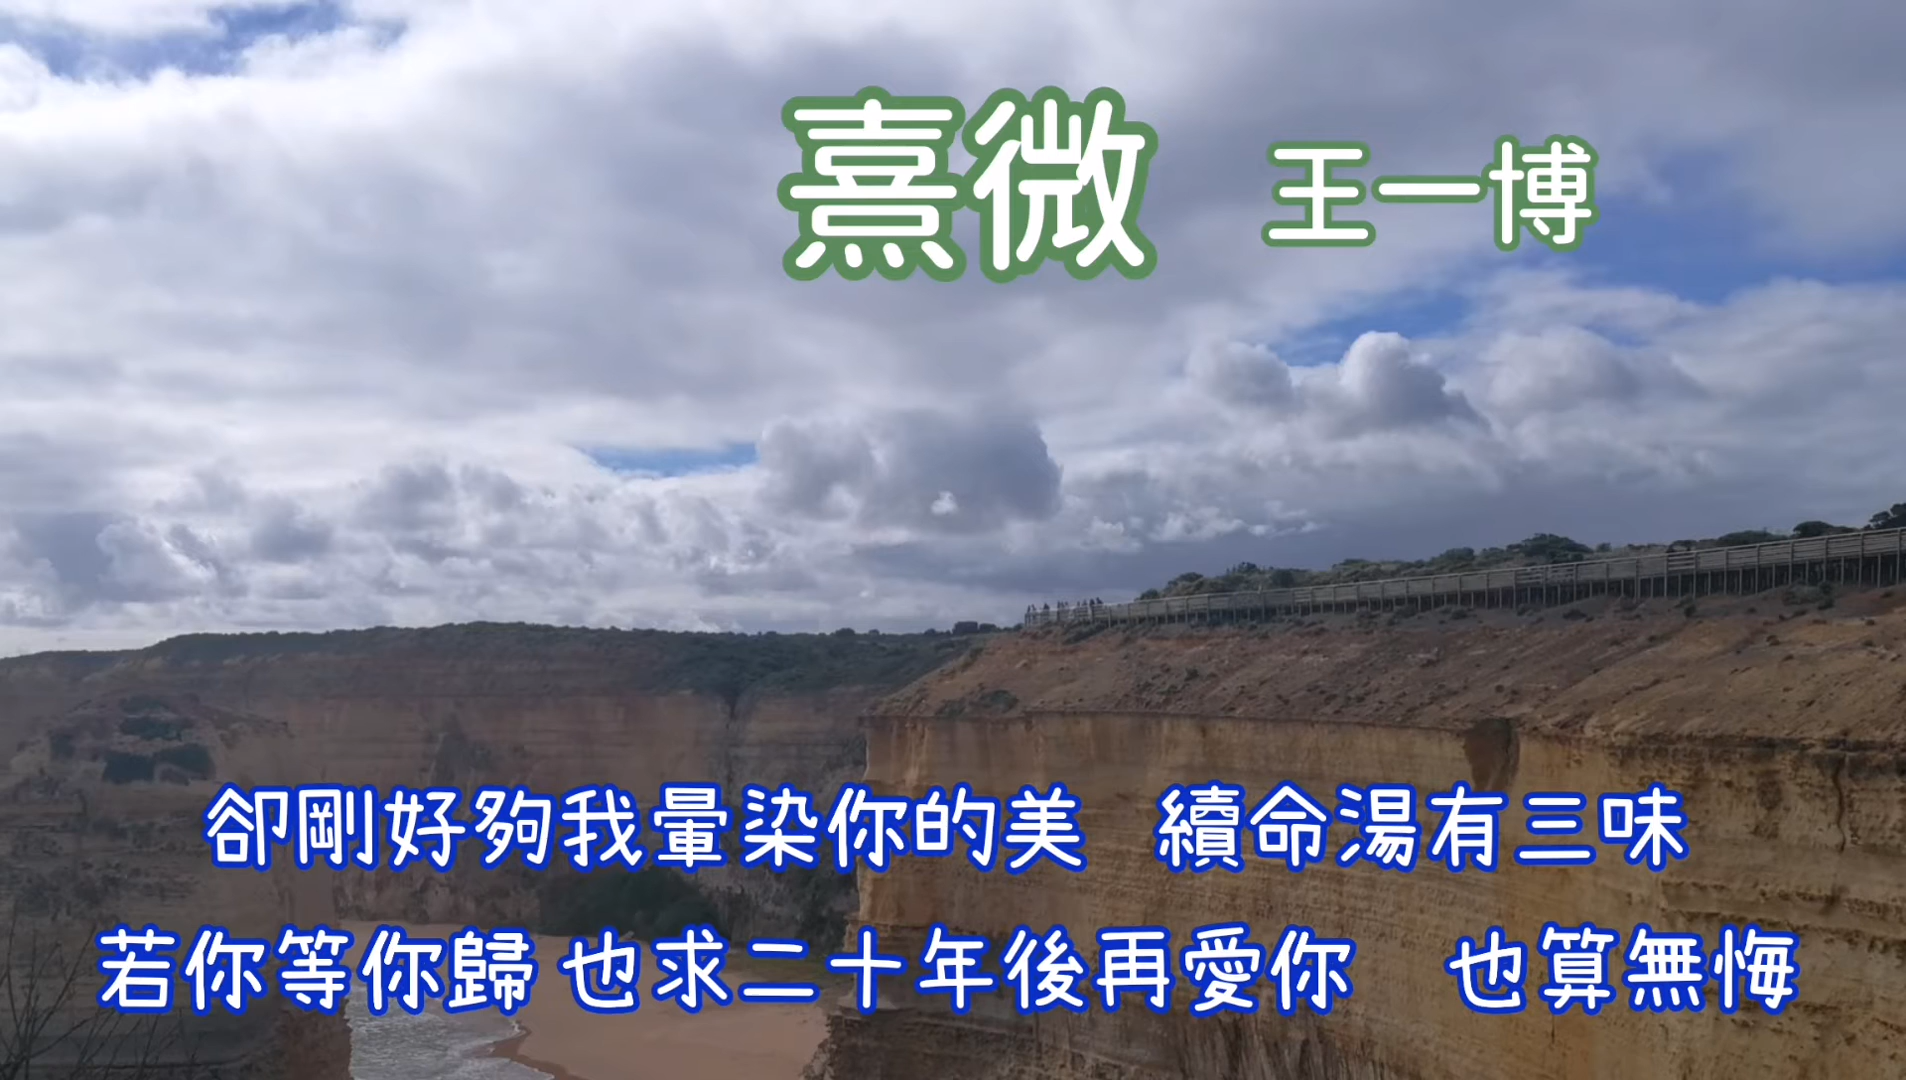 熹微 王一博
卻剛好夠我暈染你的美 續命湯有三味
若你等你歸 也求二十年後再愛你 也算無悔